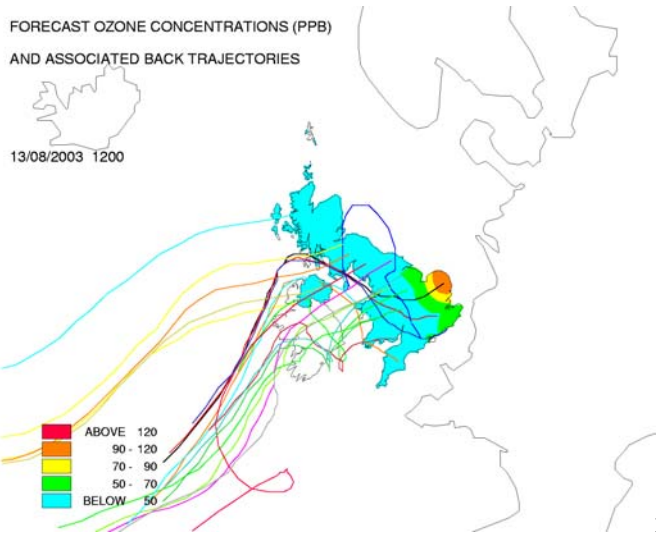 FORECAST OZONE CONCENTRATIONS (PPB)
AND ASSOCIATED BACK TRAJECTORIES
13/08/2003 1200
ABOVE 120
90 - 120
70 - 90
50 - 70
BELOW 50